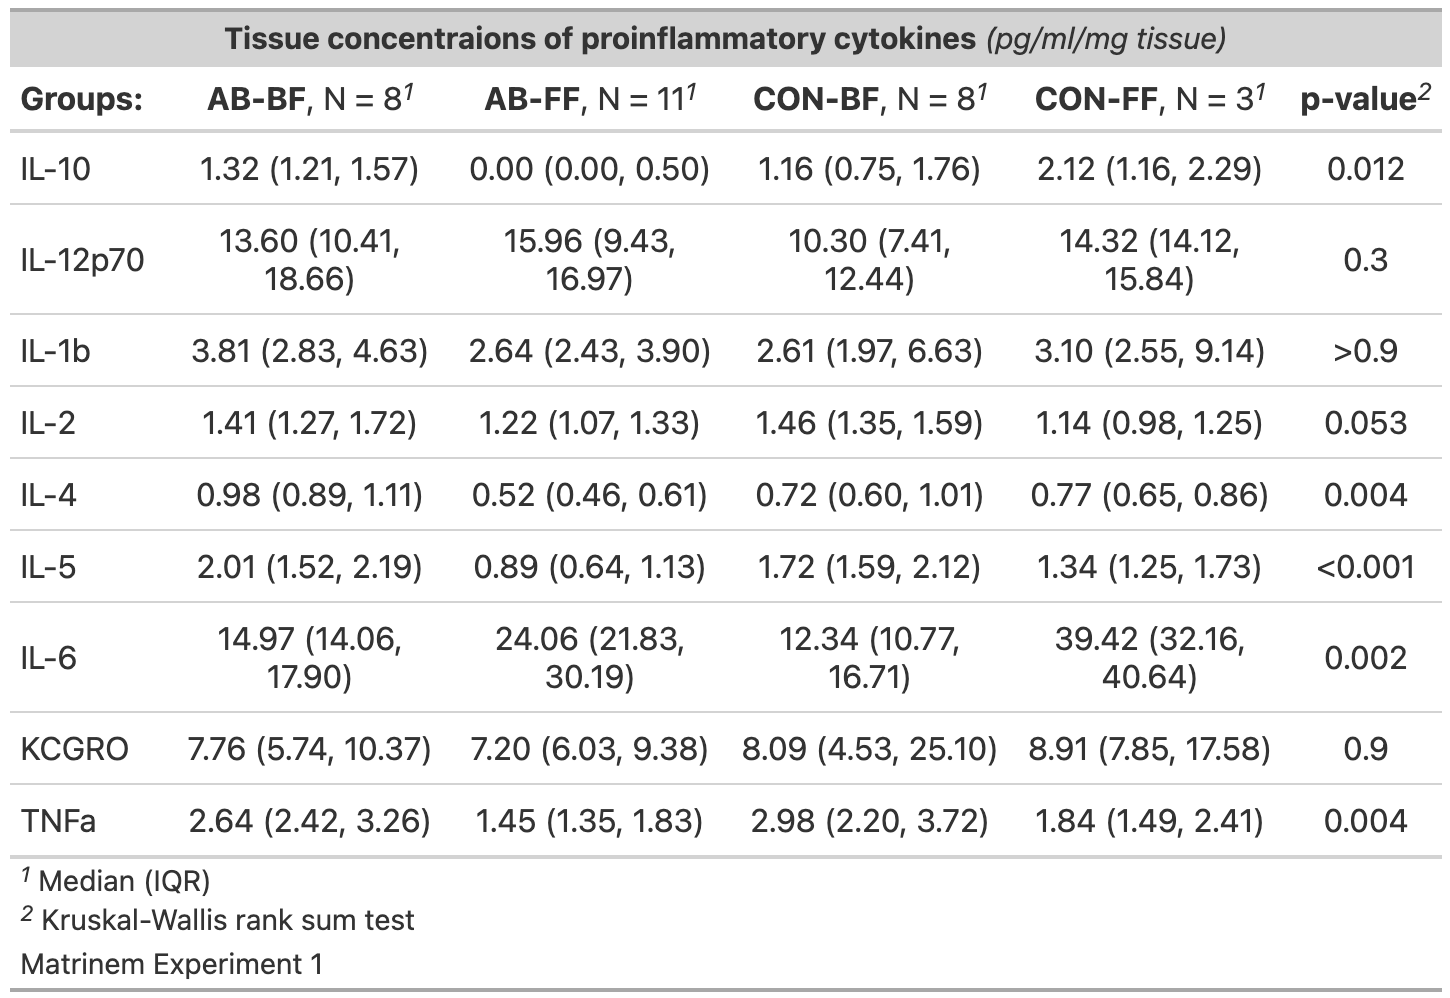 Tissue concentraions of proinflammatory cytokines (pg/ml/mg tissue)
Groups: AB-BF, N = 8¹ AB-FF, N = 11¹ CON-BF, N = 8¹ CON-FF, N = 3¹ p-value²
IL-10 1.32 (1.21, 1.57) 0.00 (0.00, 0.50) 1.16 (0.75, 1.76) 2.12 (1.16, 2.29) 0.012
IL-12p70 13.60 (10.41, 18.66) 15.96 (9.43, 16.97) 10.30 (7.41, 12.44) 14.32 (14.12, 15.84) 0.3
IL-1b 3.81 (2.83, 4.63) 2.64 (2.43, 3.90) 2.61 (1.97, 6.63) 3.10 (2.55, 9.14) >0.9
IL-2 1.41 (1.27, 1.72) 1.22 (1.07, 1.33) 1.46 (1.35, 1.59) 1.14 (0.98, 1.25) 0.053
IL-4 0.98 (0.89, 1.11) 0.52 (0.46, 0.61) 0.72 (0.60, 1.01) 0.77 (0.65, 0.86) 0.004
IL-5 2.01 (1.52, 2.19) 0.89 (0.64, 1.13) 1.72 (1.59, 2.12) 1.34 (1.25, 1.73) <0.001
IL-6 14.97 (14.06, 17.90) 24.06 (21.83, 30.19) 12.34 (10.77, 16.71) 39.42 (32.16, 40.64) 0.002
KCGRO 7.76 (5.74, 10.37) 7.20 (6.03, 9.38) 8.09 (4.53, 25.10) 8.91 (7.85, 17.58) 0.9
TNFa 2.64 (2.42, 3.26) 1.45 (1.35, 1.83) 2.98 (2.20, 3.72) 1.84 (1.49, 2.41) 0.004
¹ Median (IQR)
² Kruskal-Wallis rank sum test
Matrinem Experiment 1